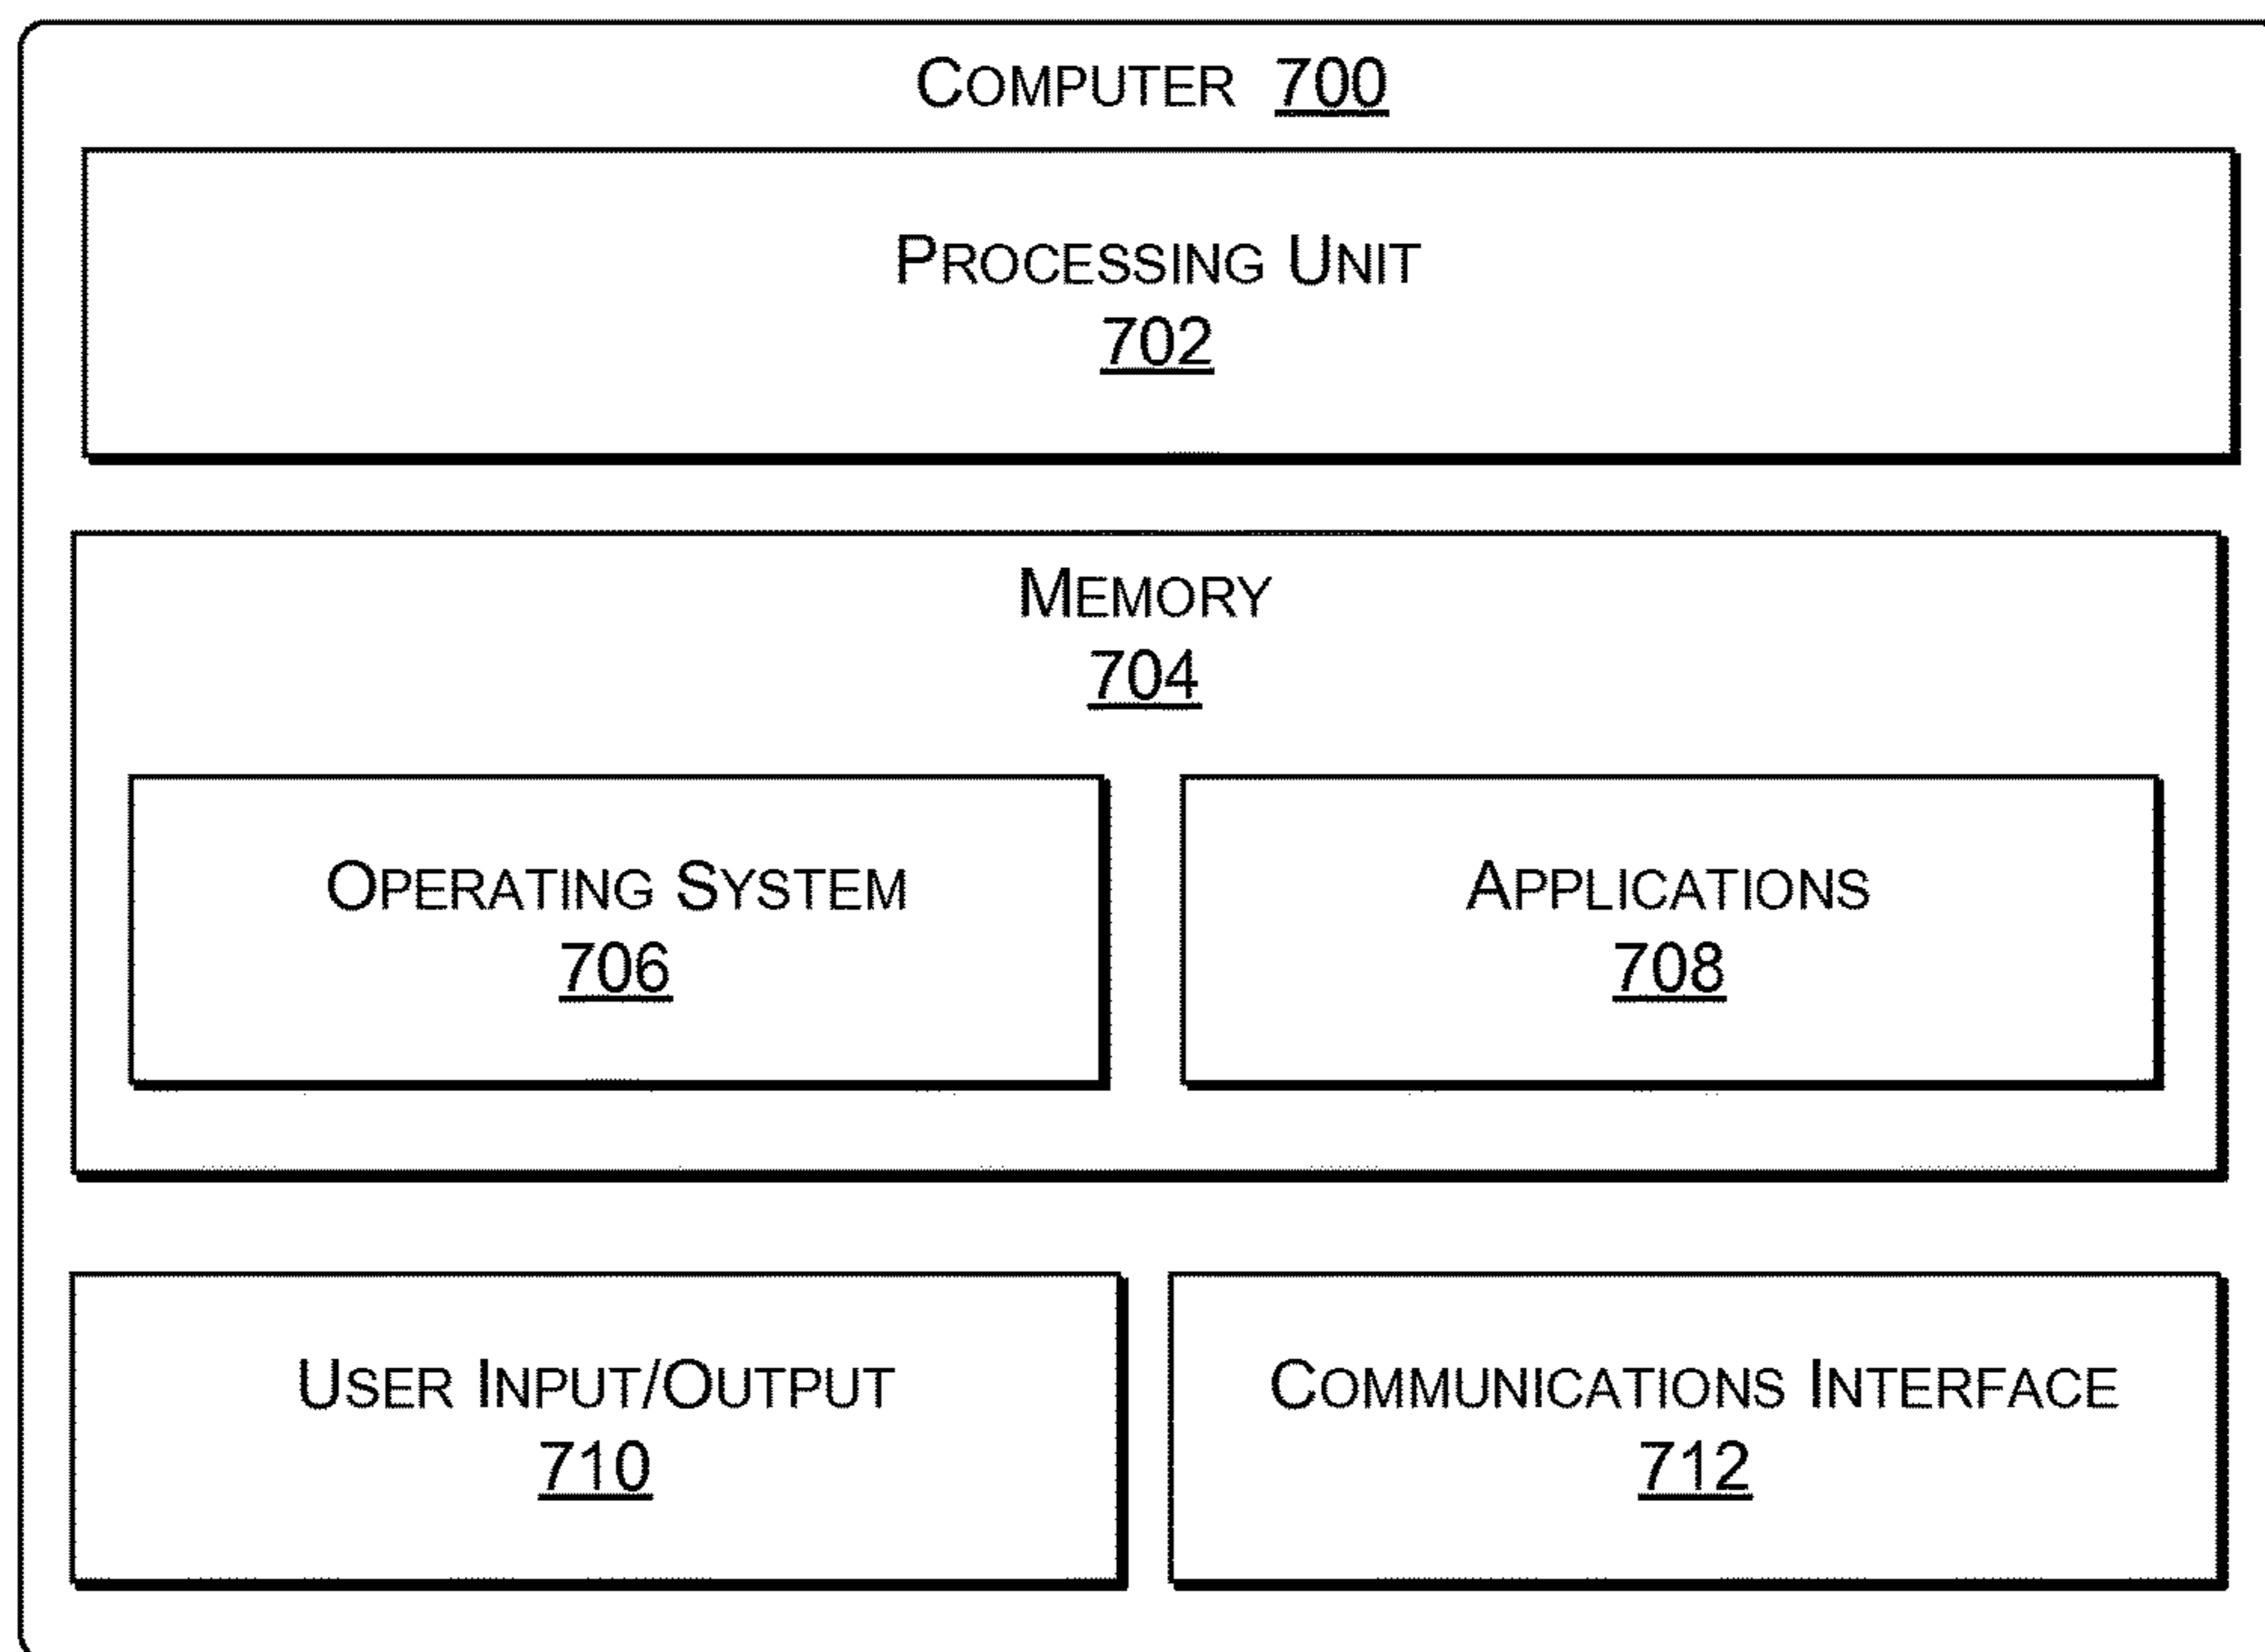 COMPUTER 700
PROCESSING UNIT
702
MEMORY
704
OPERATING SYSTEM
706
APPLICATIONS
708
USER INPUT/OUTPUT
710
COMMUNICATIONS INTERFACE
712